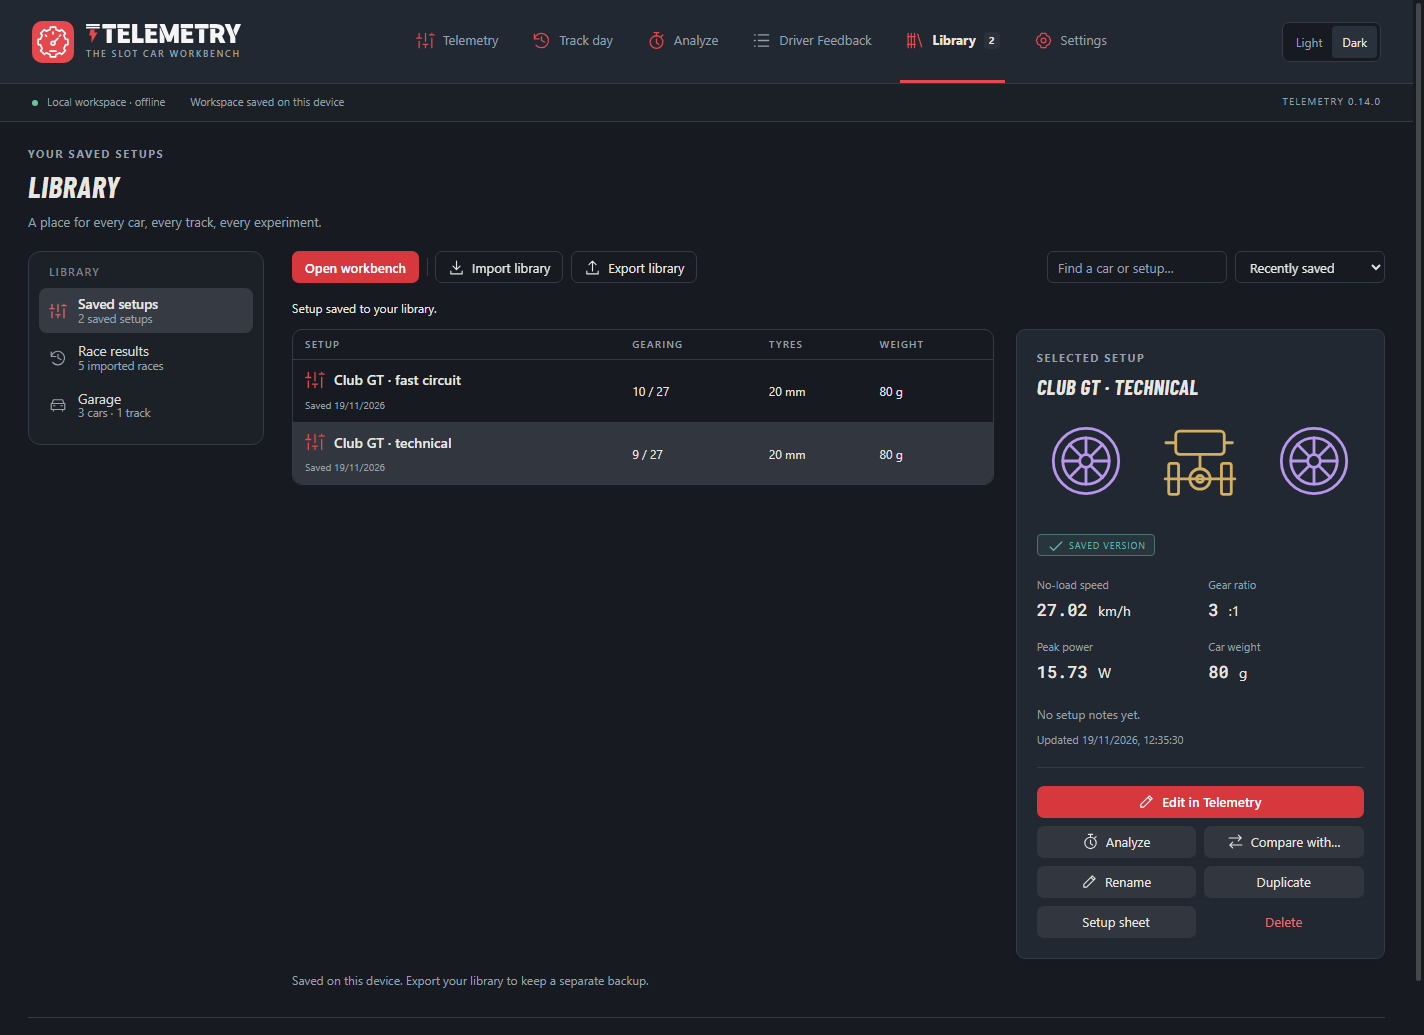 TELEMETRY
THE SLOT CAR WORKBENCH
Telemetry
Track day
Analyze
Driver Feedback
Library 2
Settings
Light
Dark
Local workspace · offline
Workspace saved on this device
TELEMETRY 0.14.0
YOUR SAVED SETUPS
LIBRARY
A place for every car, every track, every experiment.
LIBRARY
Saved setups
2 saved setups
Race results
5 imported races
Garage
3 cars · 1 track
Open workbench
Import library
Export library
Find a car or setup...
Recently saved
Setup saved to your library.
SETUP GEARING TYRES WEIGHT
Club GT · fast circuit
Saved 19/11/2026
10 / 27 20 mm 80 g
Club GT · technical
Saved 19/11/2026
9 / 27 20 mm 80 g
SELECTED SETUP
CLUB GT · TECHNICAL
SAVED VERSION
No-load speed
27.02 km/h
Gear ratio
3 :1
Peak power
15.73 W
Car weight
80 g
No setup notes yet.
Updated 19/11/2026, 12:35:30
Edit in Telemetry
Analyze
Compare with...
Rename
Duplicate
Setup sheet
Delete
Saved on this device. Export your library to keep a separate backup.